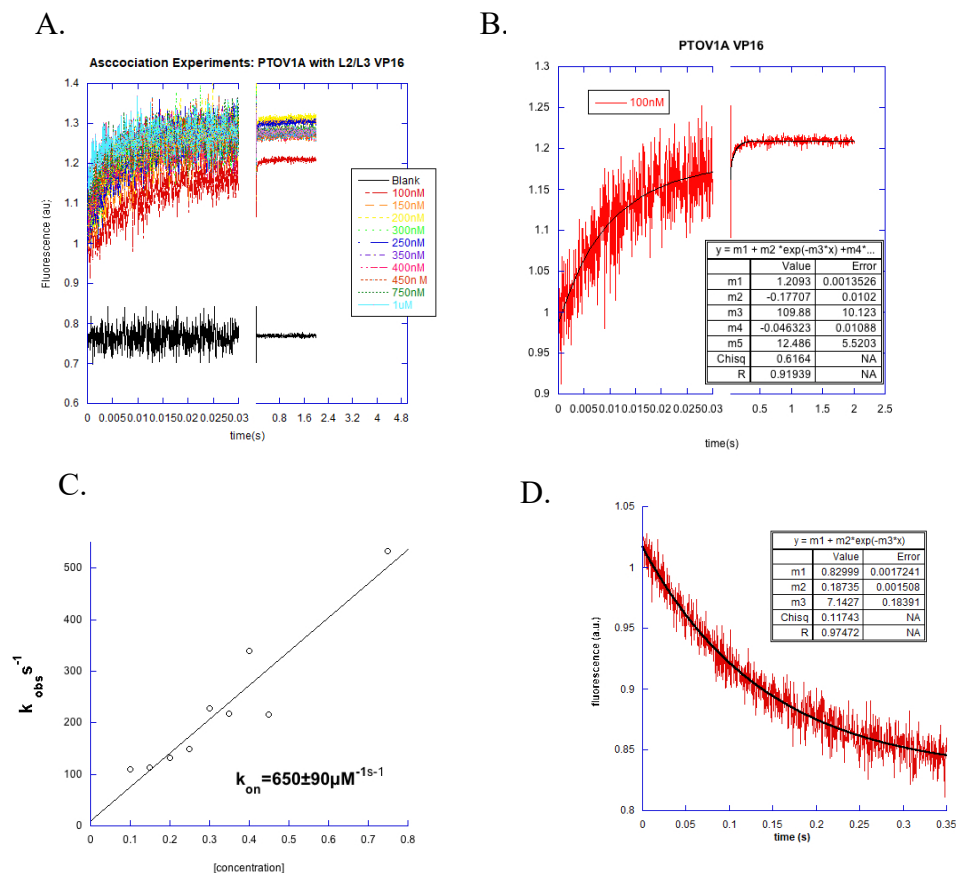 A.
Asccociation Experiments: PTOV1A with L2/L3 VP16
1.4
1.3
1.2
1.1
1
0.9
0.8
0.7
0.6
Fluorescence (au)
0 0.005 0.01 0.015 0.02 0.025 0.03 0.8 1.6 2.4 3.2 4 4.8
time(s)
Blank
100nM
150nM
200nM
300nM
250nM
350nM
400nM
450n M
750nM
1uM
B.
PTOV1A VP16
1.3
1.25
1.2
1.15
1.1
1.05
1
0.95
0.9
100nM
y = m1 + m2 *exp(-m3*x) +m4*...
Value Error
m1 1.2093 0.0013526
m2 -0.17707 0.0102
m3 109.88 10.123
m4 -0.046323 0.01088
m5 12.486 5.5203
Chisq 0.6164 NA
R 0.91939 NA
0 0.005 0.01 0.015 0.02 0.025 0.03 0.5 1 1.5 2 2.5
time(s)
C.
500
400
300
200
100
0
k obs s-1
kon=650±90µM-1s-1
0 0.1 0.2 0.3 0.4 0.5 0.6 0.7 0.8
[concentration]
D.
1.05
1
0.95
0.9
0.85
0.8
fluorescence (a.u.)
y = m1 + m2*exp(-m3*x)
Value Error
m1 0.82999 0.0017241
m2 0.18735 0.001508
m3 7.1427 0.18391
Chisq 0.11743 NA
R 0.97472 NA
0 0.05 0.1 0.15 0.2 0.25 0.3 0.35
time (s)